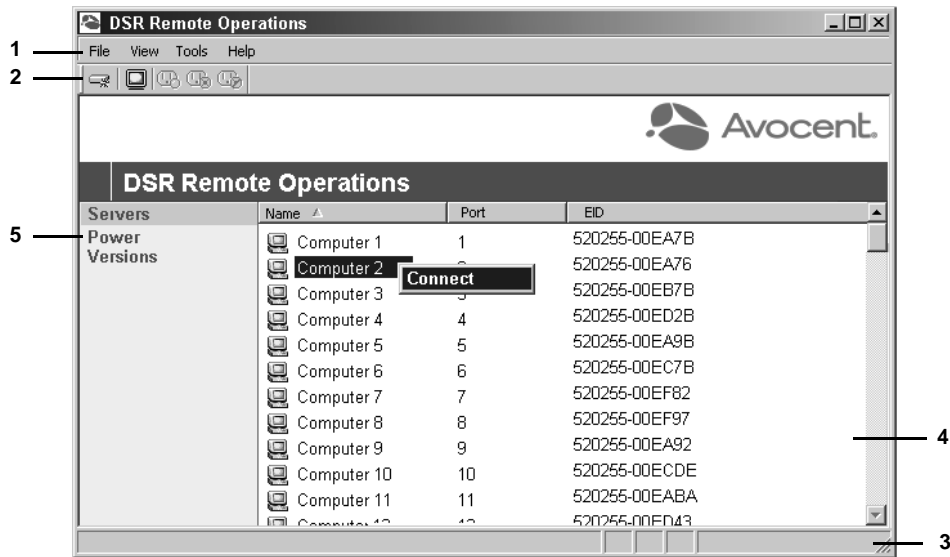 DSR Remote Operations
1 File View Tools Help
2
Avocent.
DSR Remote Operations
Servers Name Port EID
5 Power
Versions
Computer 1 1 520255-00EA7B
Computer 2 520255-00EA76
Connect
Computer 3 520255-00EB7B
Computer 4 4 520255-00ED2B
Computer 5 5 520255-00EA9B
Computer 6 6 520255-00EC7B
Computer 7 7 520255-00EF82
Computer 8 8 520255-00EF97
Computer 9 9 520255-00EA92
4
Computer 10 10 520255-00ECDE
Computer 11 11 520255-00EABA
520255-00ED43
3